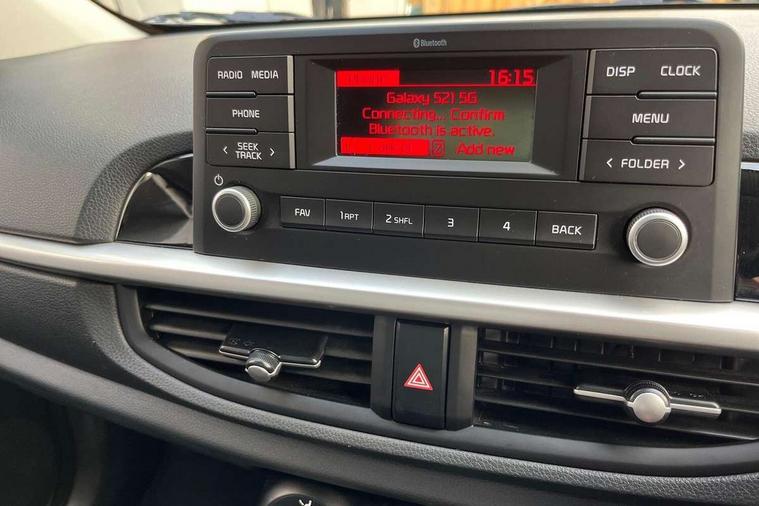 Bluetooth
RADIO MEDIA
PHONE
< SEEK >
TRACK
16:15
Galaxy S21 5G
Connecting... Confirm
Bluetooth is active.
Add new
DISP CLOCK
MENU
< FOLDER >
FAV
1 RPT
2 SHFL
3
4
BACK